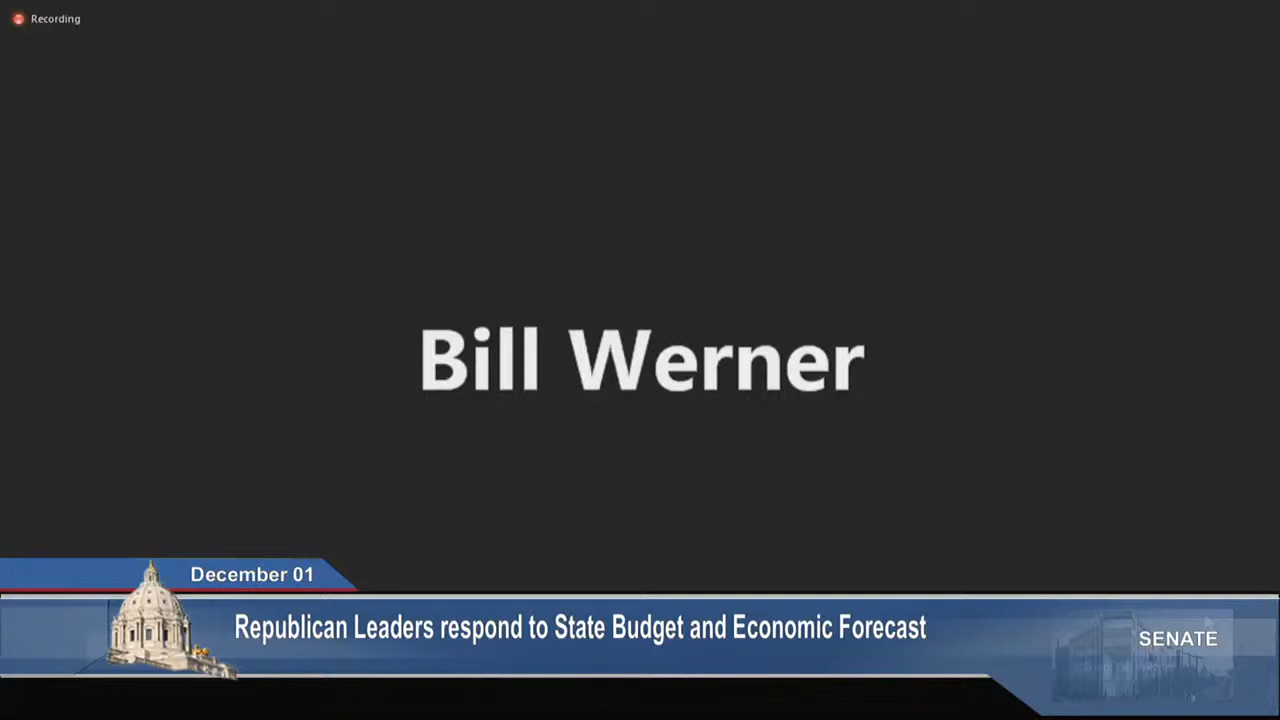 Recording
Bill Werner
December 01
Republican Leaders respond to State Budget and Economic Forecast
SENATE